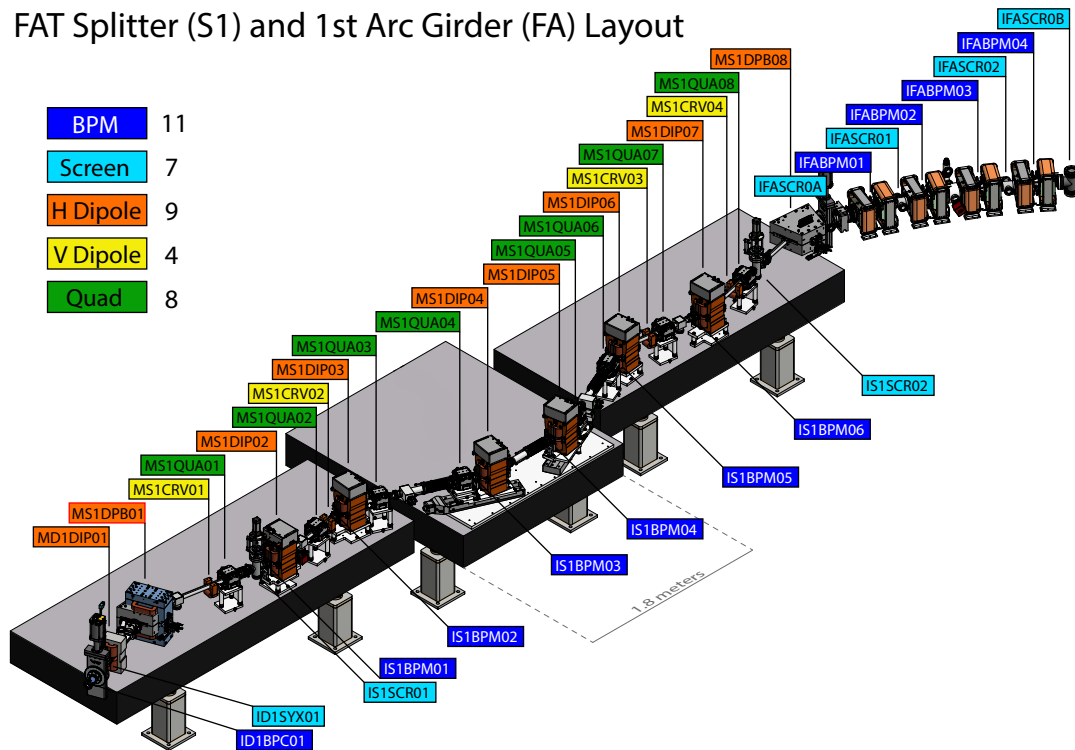 FAT Splitter (S1) and 1st Arc Girder (FA) Layout
BPM 11
Screen 7
H Dipole 9
V Dipole 4
Quad 8
IFASCR0B
IFABPM04
IFASCR02
IFABPM03
IFABPM02
IFASCR01
IFABPM01
IFASCR0A
MS1DPB08
MS1QUA08
MS1CRV04
MS1DIP07
MS1QUA07
MS1CRV03
MS1DIP06
MS1QUA06
MS1QUA05
MS1DIP05
MS1DIP04
MS1QUA04
MS1QUA03
MS1DIP03
MS1CRV02
MS1QUA02
MS1DIP02
MS1QUA01
MS1CRV01
MS1DPB01
MD1DIP01
IS1SCR02
IS1BPM06
IS1BPM05
IS1BPM04
IS1BPM03
1.8 meters
IS1BPM02
IS1BPM01
IS1SCR01
ID1SYX01
ID1BPC01